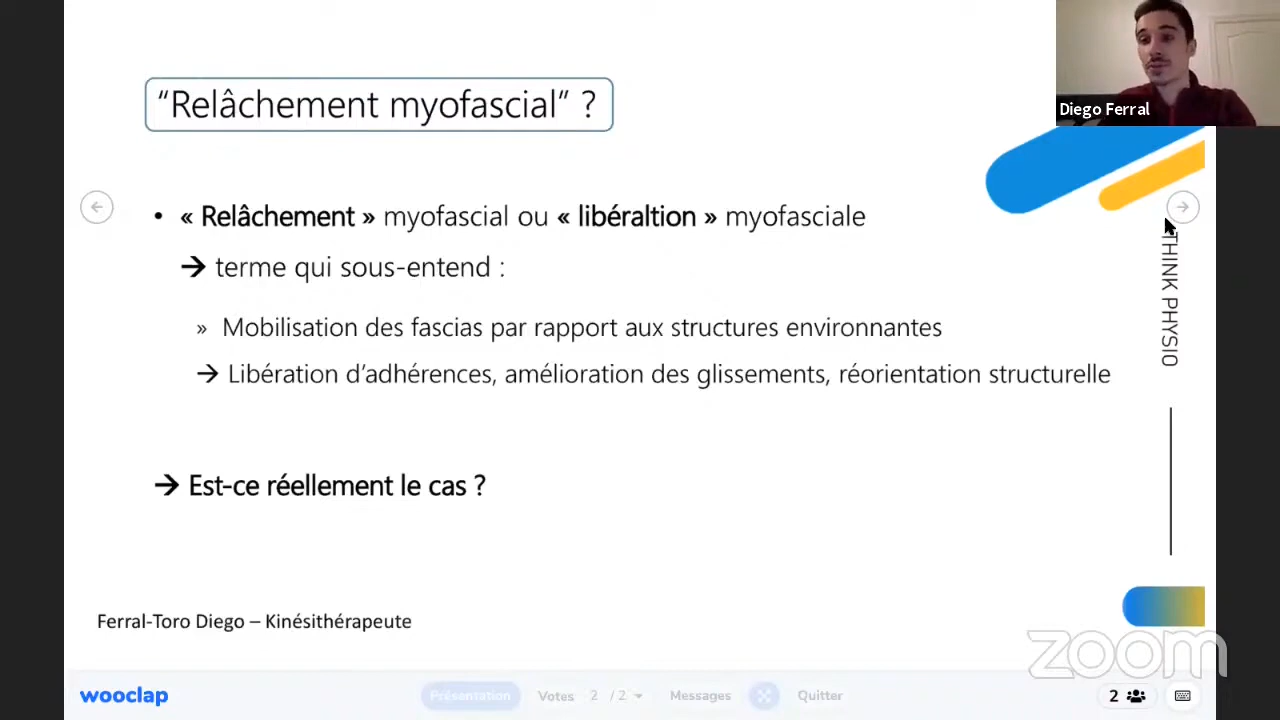 Diego Ferral
“Relâchement myofascial” ?
• « Relâchement » myofascial ou « libéraltion » myofasciale
→ terme qui sous-entend :
» Mobilisation des fascias par rapport aux structures environnantes
→ Libération d’adhérences, amélioration des glissements, réorientation structurelle
→ Est-ce réellement le cas ?
THINK PHYSIO
Ferral-Toro Diego – Kinésithérapeute
zoom
wooclap Présentation Votes 2 / 2 Messages Quitter 2